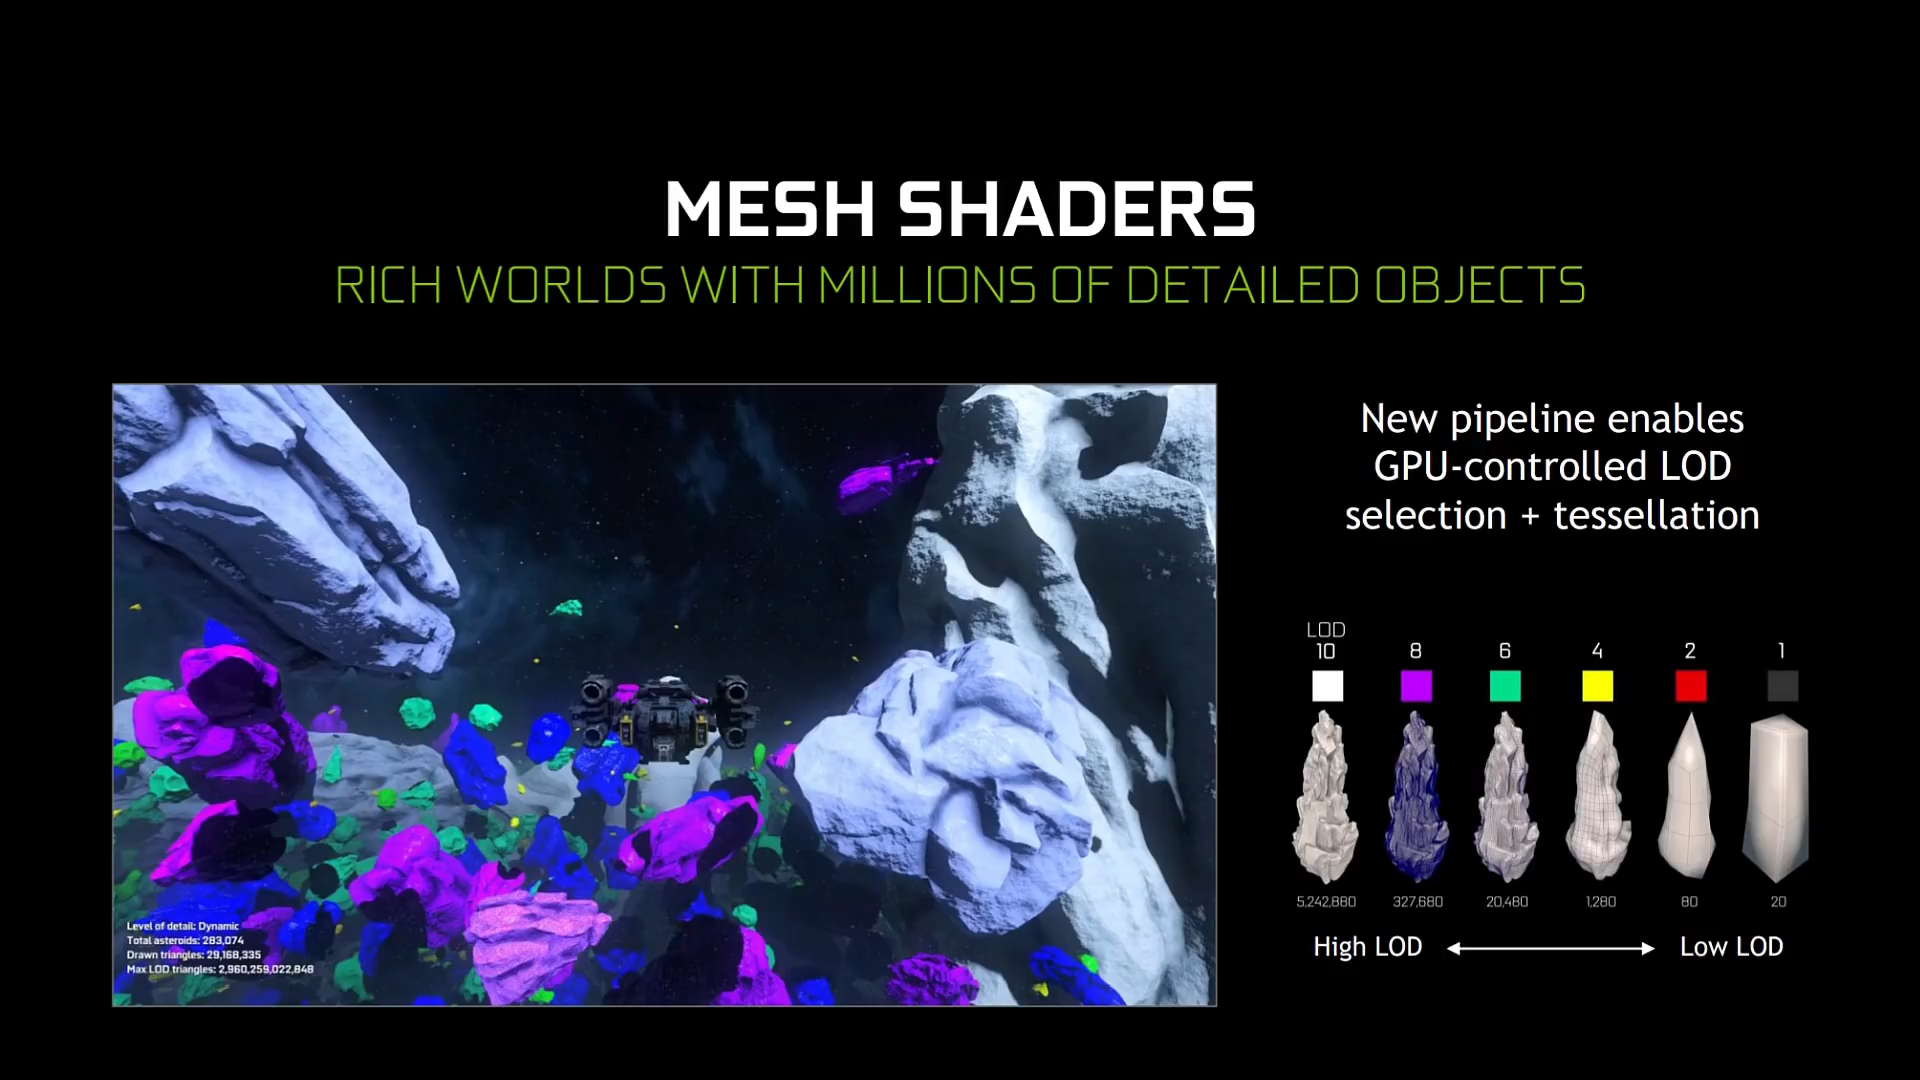 MESH SHADERS
RICH WORLDS WITH MILLIONS OF DETAILED OBJECTS
New pipeline enables
GPU-controlled LOD
selection + tessellation
LOD
10 8 6 4 2 1
5,242,880 327,680 20,480 1,280 80 20
High LOD Low LOD
Level of detail: Dynamic
Total asteroids: 283,074
Drawn triangles: 29,168,335
Max LOD triangles: 2,960,259,022,848